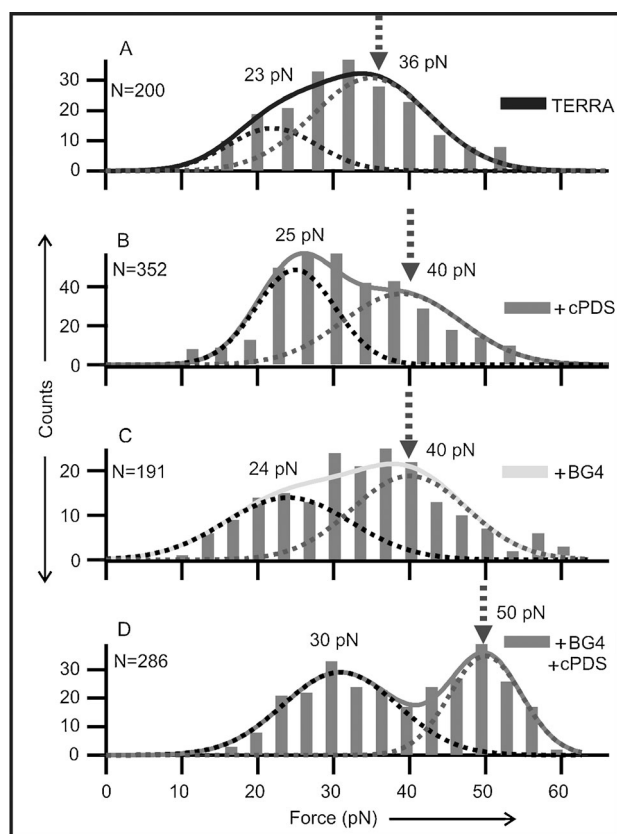 A
23 pN
36 pN
N=200
TERRA
30
20
10
0
B
25 pN
40 pN
N=352
+cPDS
40
20
0
Counts
C
24 pN
40 pN
N=191
+BG4
20
10
0
D
30 pN
50 pN
N=286
+BG4
+cPDS
30
20
10
0
0 10 20 30 40 50 60
Force (pN)